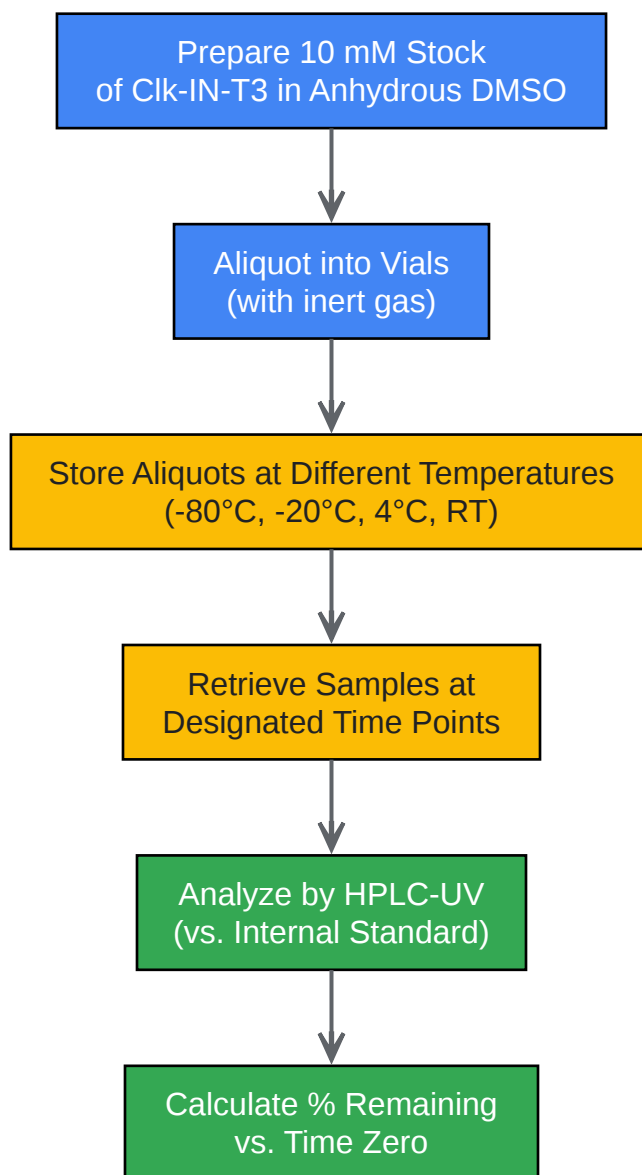 Prepare 10 mM Stock
of Clk-IN-T3 in Anhydrous DMSO
Aliquot into Vials
(with inert gas)
Store Aliquots at Different Temperatures
(-80°C, -20°C, 4°C, RT)
Retrieve Samples at
Designated Time Points
Analyze by HPLC-UV
(vs. Internal Standard)
Calculate % Remaining
vs. Time Zero